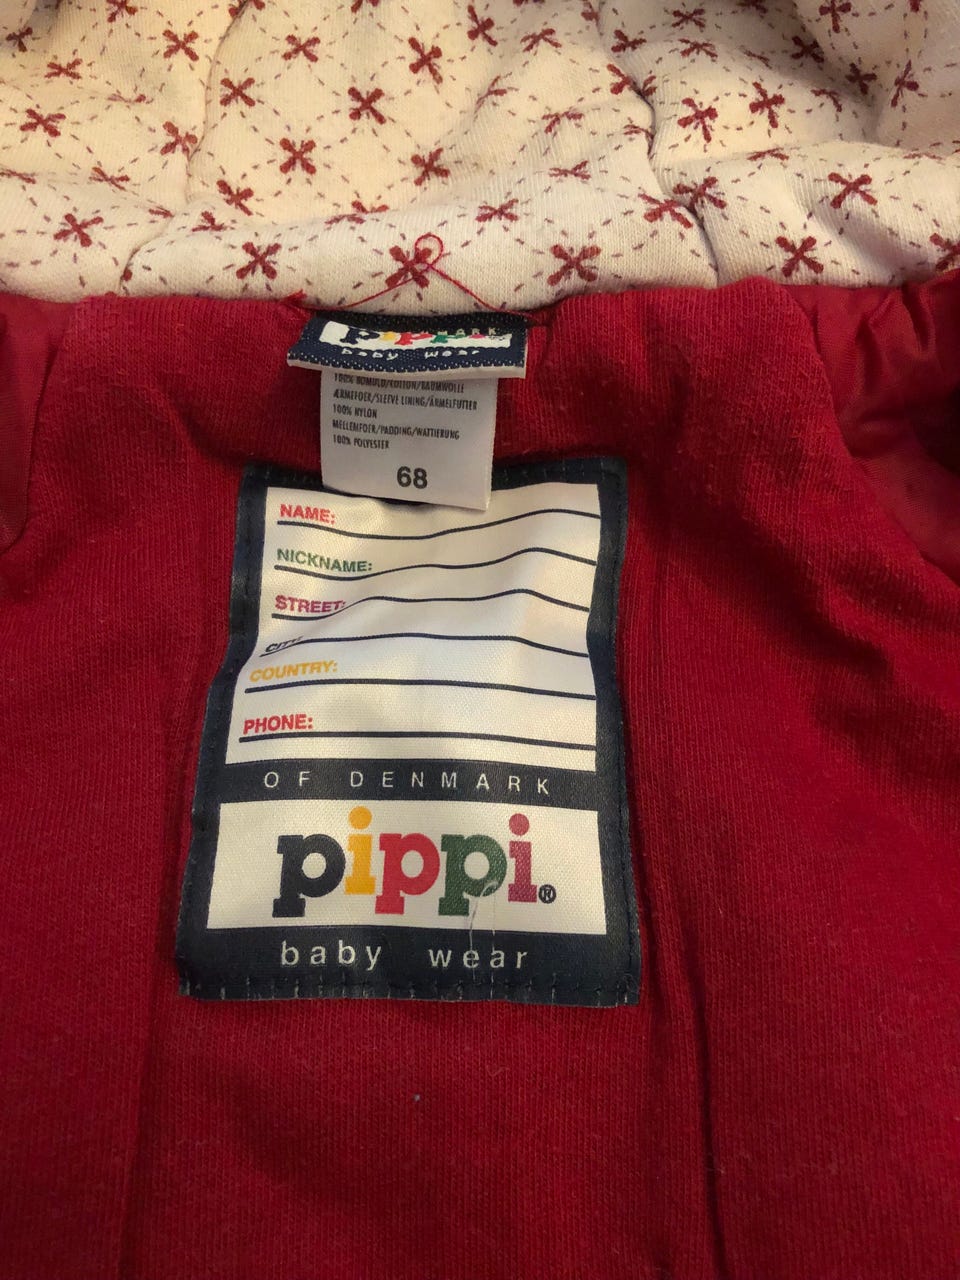 pippi
baby wear
100% BOMULD/COTTON/BAUMWOLLE
ÆRMEFOER/SLEEVE LINING/ÄRMELFUTTER
100% NYLON
MELLEMFOER/PADDING/WATTIERUNG
100% POLYESTER
68
NAME:
NICKNAME:
STREET:
CITY:
COUNTRY:
PHONE:
OF DENMARK
pippi®
baby wear